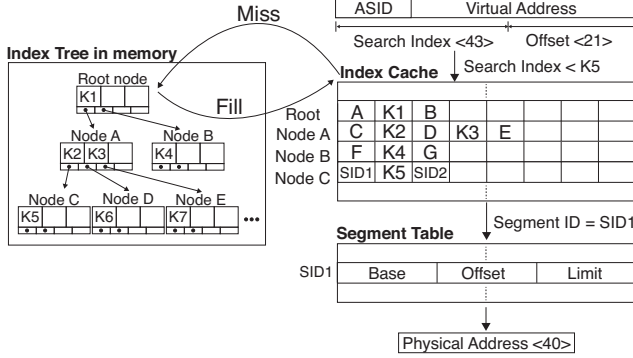 ASID Virtual Address
Miss
Search Index <43> Offset <21>
Index Tree in memory
Search Index < K5
Root node
Index Cache
K1
Fill
Root A K1 B
Node A C K2 D K3 E
Node B F K4 G
Node C SID1 K5 SID2
Node A Node B
K2 K3 K4
Node C Node D Node E
K5 K6 K7 •••
Segment ID = SID1
Segment Table
SID1 Base Offset Limit
Physical Address <40>